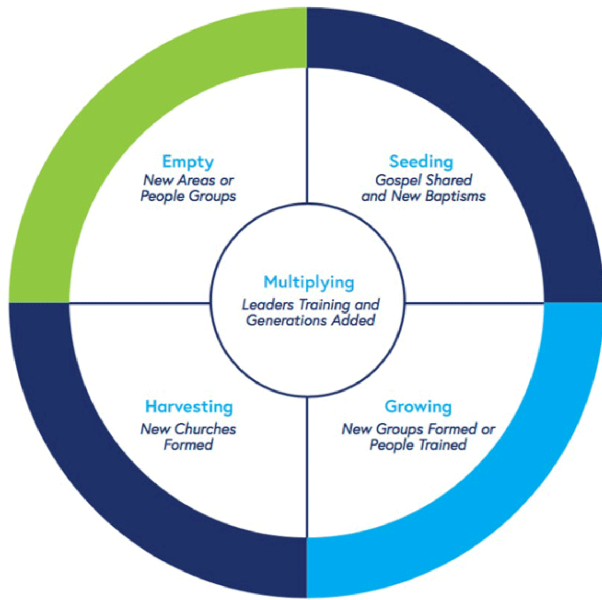 Empty
New Areas or
People Groups
Seeding
Gospel Shared
and New Baptisms
Multiplying
Leaders Training and
Generations Added
Harvesting
New Churches
Formed
Growing
New Groups Formed or
People Trained